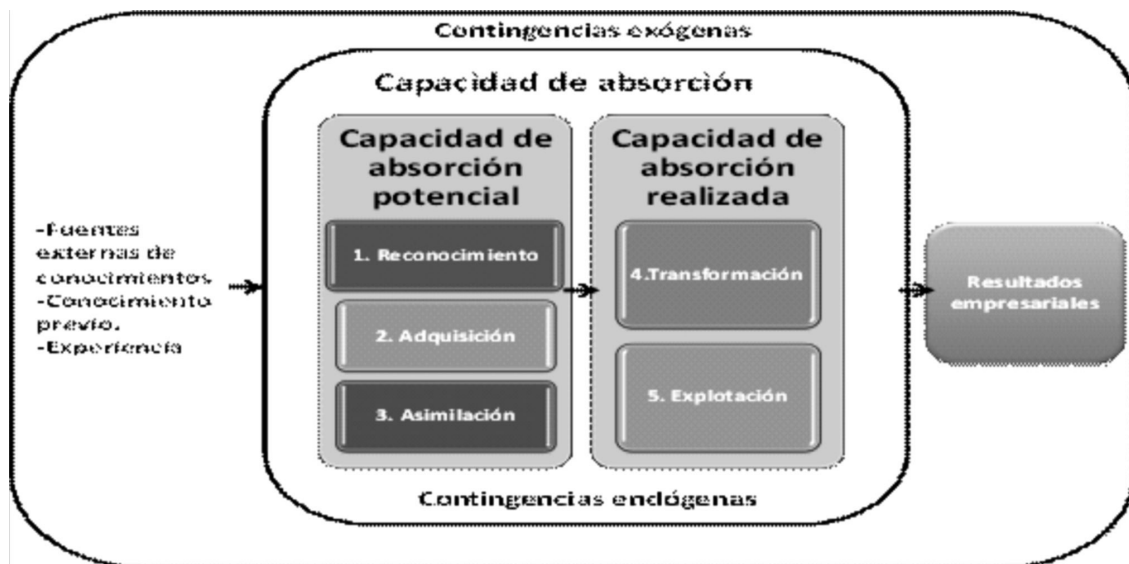 Contingencias exógenas
Capacidad de absorción
Capacidad de
absorción
potencial
1. Reconocimiento
2. Adquisición
3. Asimilación
Capacidad de
absorción
realizada
4.Transformación
5. Explotación
-Fuentes
externas de
conocimientos
-Conocimiento
previo.
-Experiencia
Resultados
empresariales
Contingencias endógenas